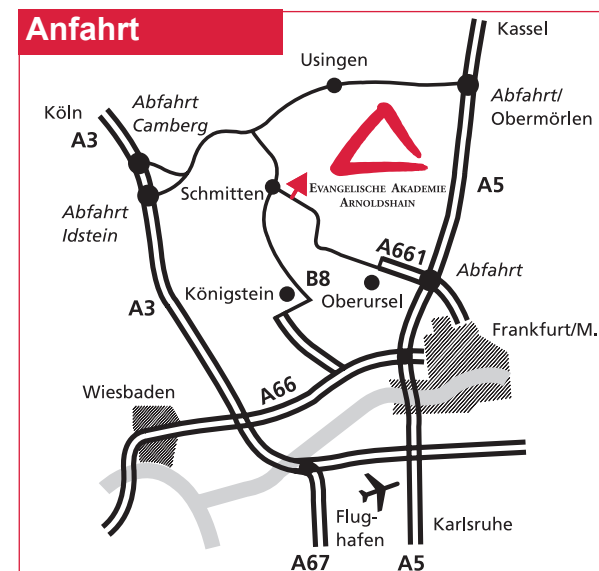 Anfahrt
Kassel
Usingen
Köln
Abfahrt
Camberg
A3
Abfahrt/
Obermörlen
Schmitten
EVANGELISCHE AKADEMIE
ARNOLDSHAIN
A5
Abfahrt
Idstein
A661
Abfahrt
B8
Königstein
Oberursel
A3
Frankfurt/M.
Wiesbaden
A66
Flug-
hafen
Karlsruhe
A67
A5